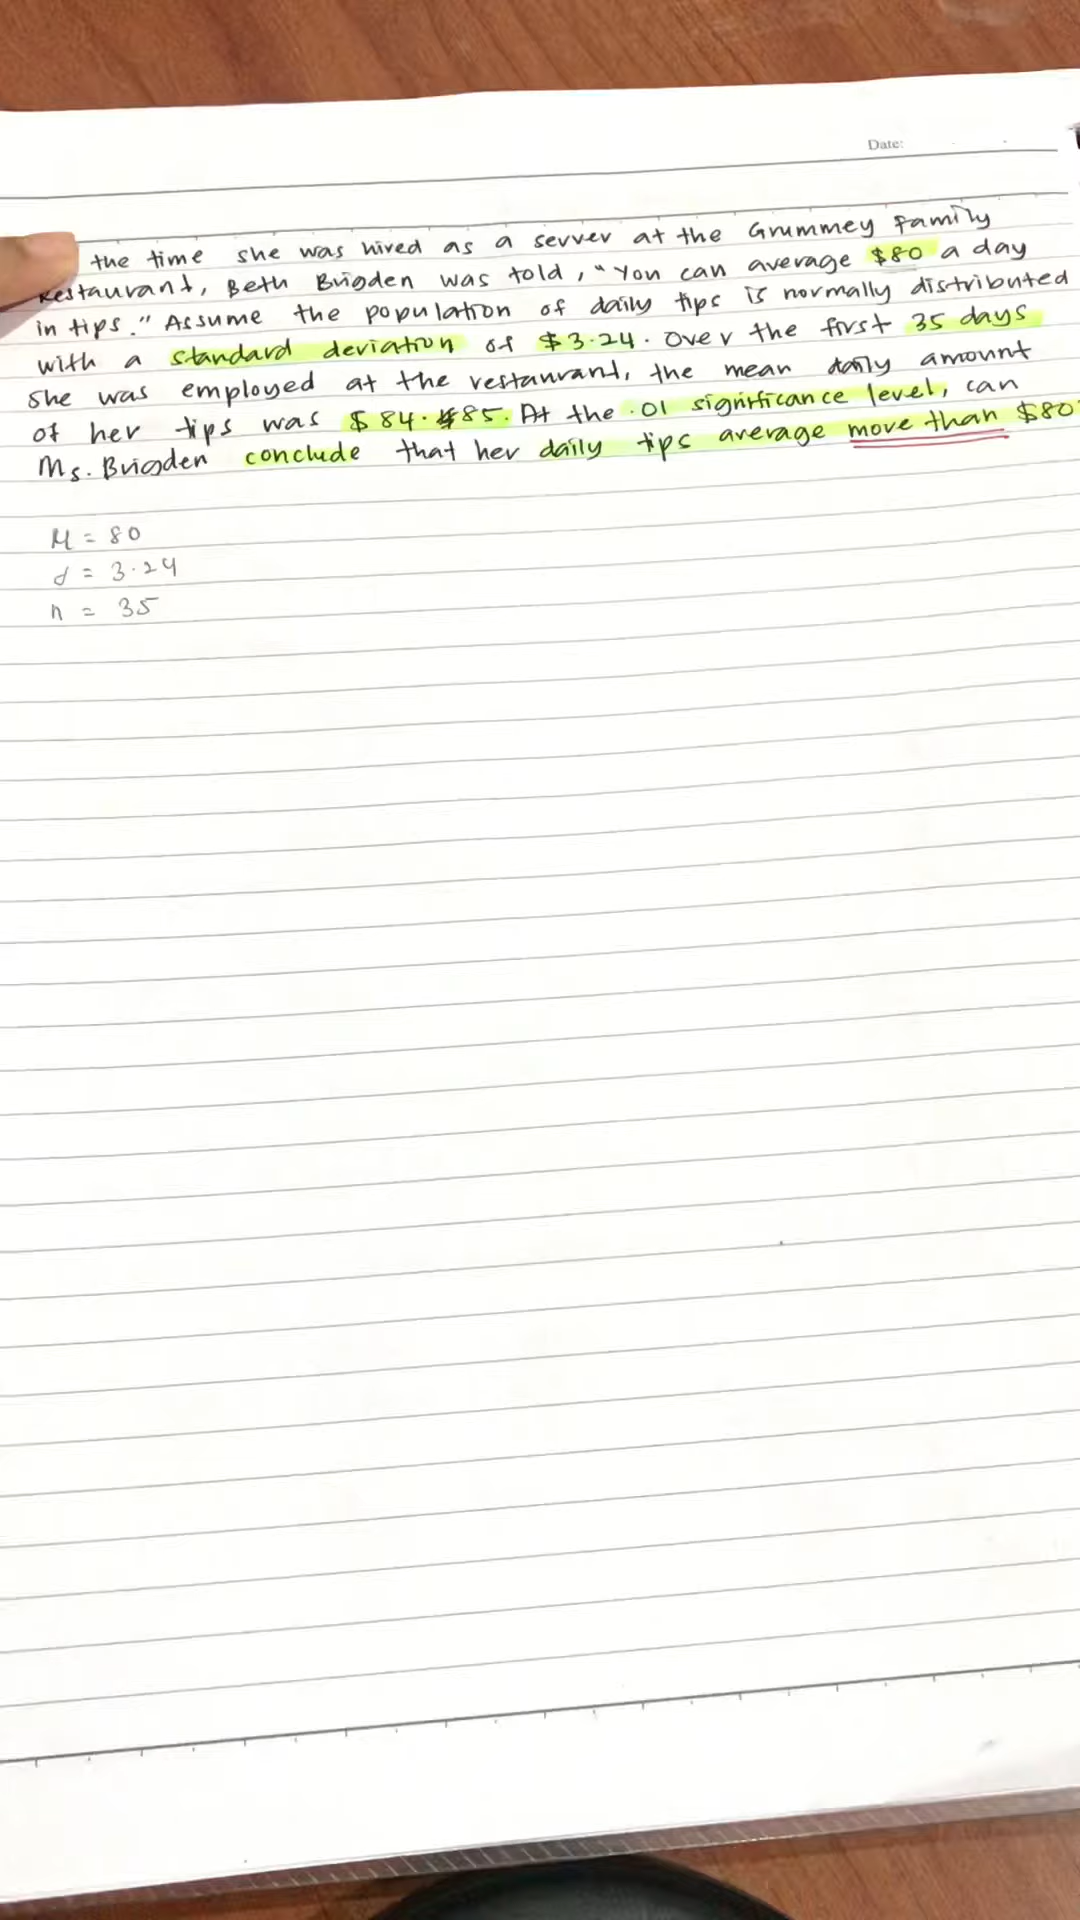 Date:
the time she was hired as a server at the Grummey Family
Restaurant, Beth Brigden was told, "You can average $80 a day
in tips." Assume the population of daily tips is normally distributed
with a standard deviation of $3.24. Over the first 35 days
she was employed at the restaurant, the mean daily amount
of her tips was $84.85. At the .01 significance level, can
Ms. Brigden conclude that her daily tips average more than $80?
μ = 80
σ = 3.24
n = 35